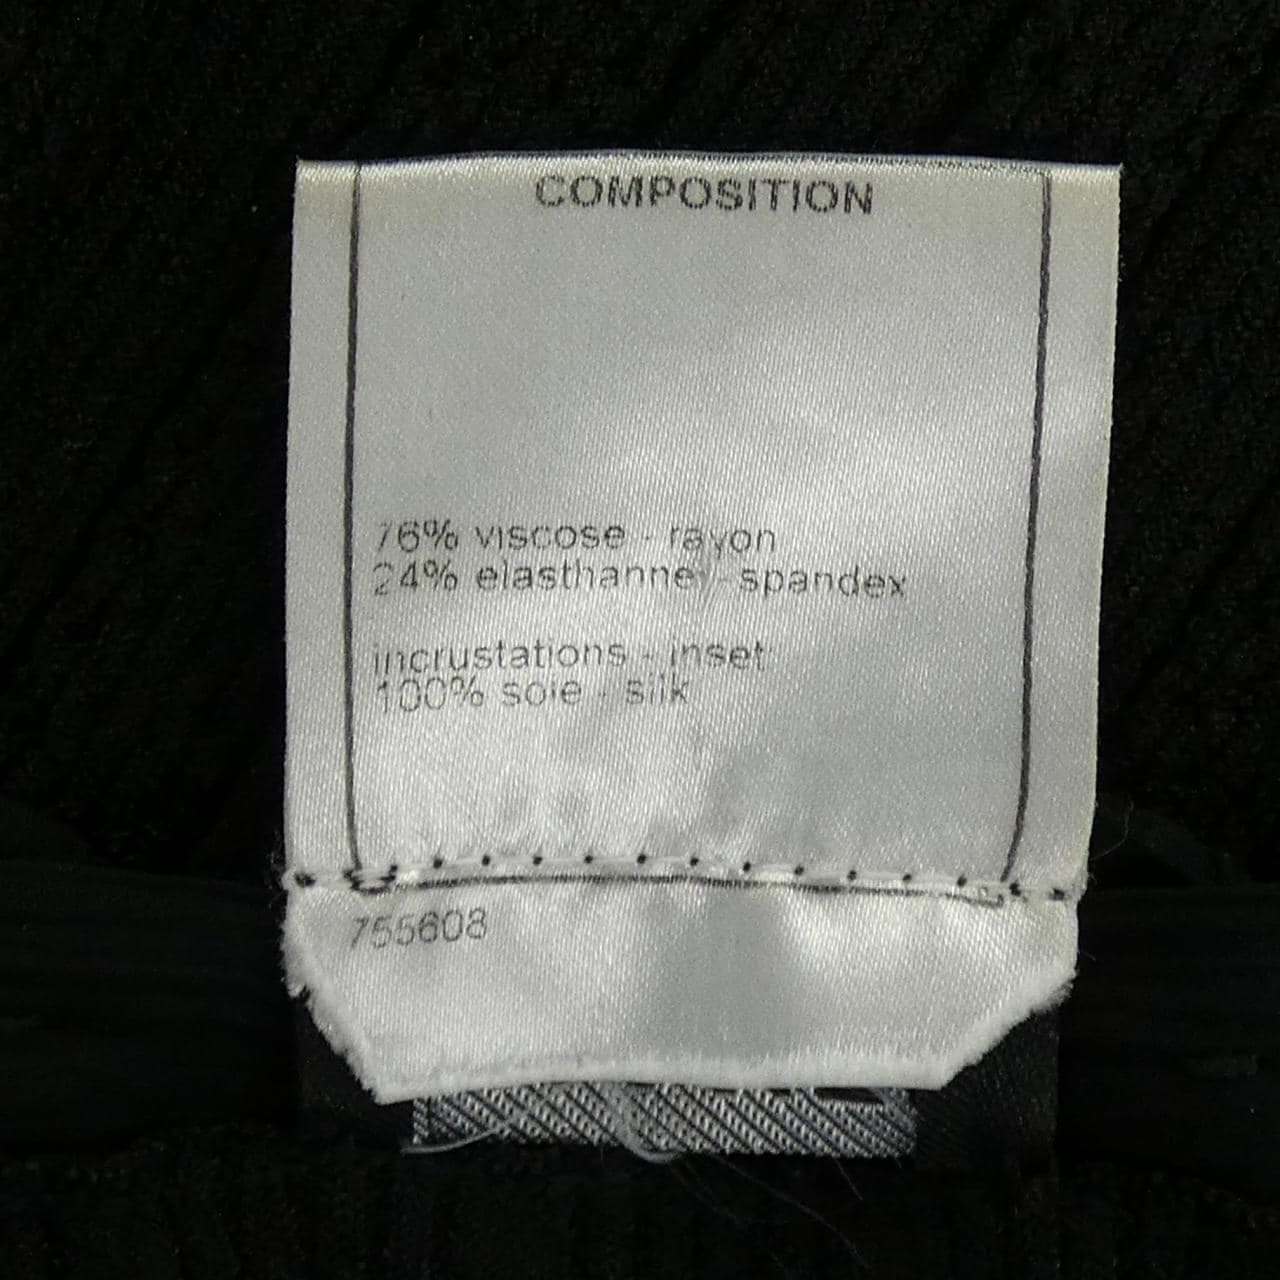 COMPOSITION
76% viscose - rayon
24% elasthanne - spandex
incrustations - inset
100% soie - silk
755608